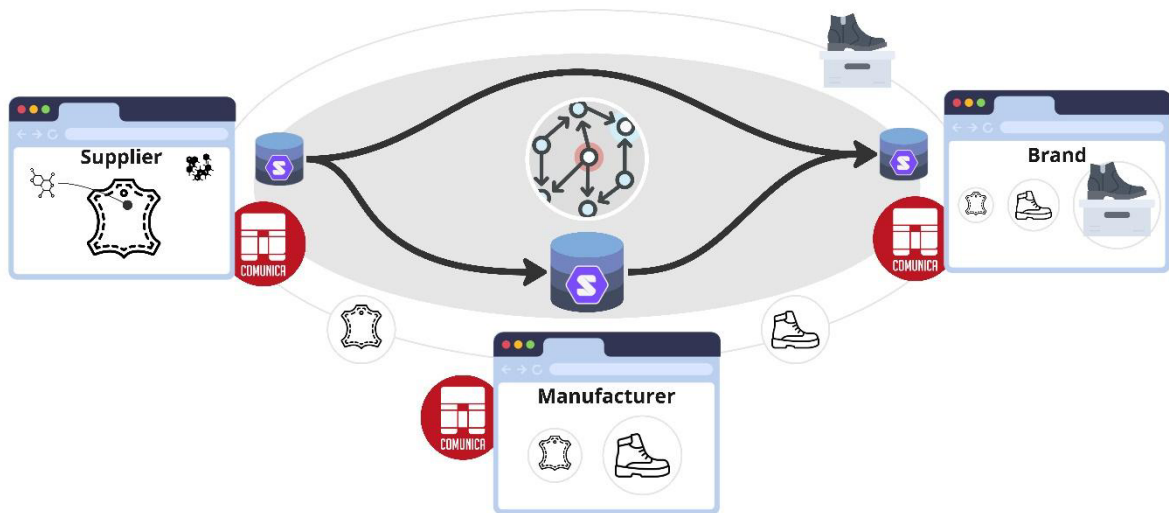 Supplier
Brand
COMUNICA
COMUNICA
Manufacturer
COMUNICA